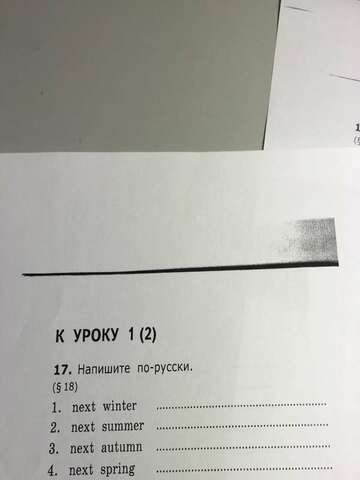 К УРОКУ 1 (2)
17. Напишите по-русски.
(§ 18)
1. next winter ........................................
2. next summer ........................................
3. next autumn ........................................
4. next spring ........................................